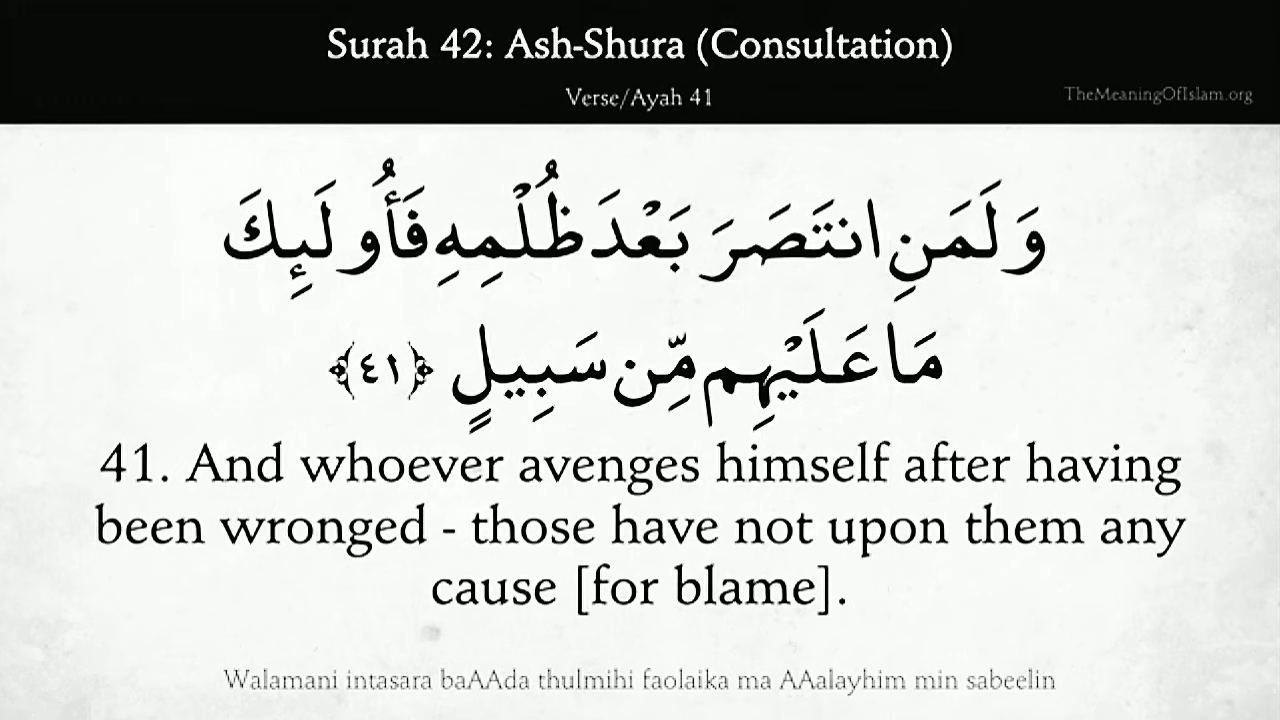 Surah 42: Ash-Shura (Consultation)
Verse/Ayah 41
TheMeaningOfIslam.org
وَلَمَنِ انتَصَرَ بَعْدَ ظُلْمِهِ فَأُولَٰئِكَ
مَا عَلَيْهِم مِّن سَبِيلٍ ﴿٤١﴾
41. And whoever avenges himself after having
been wronged - those have not upon them any
cause [for blame].
Walamani intasara baAAda thulmihi faolaika ma AAalayhim min sabeelin